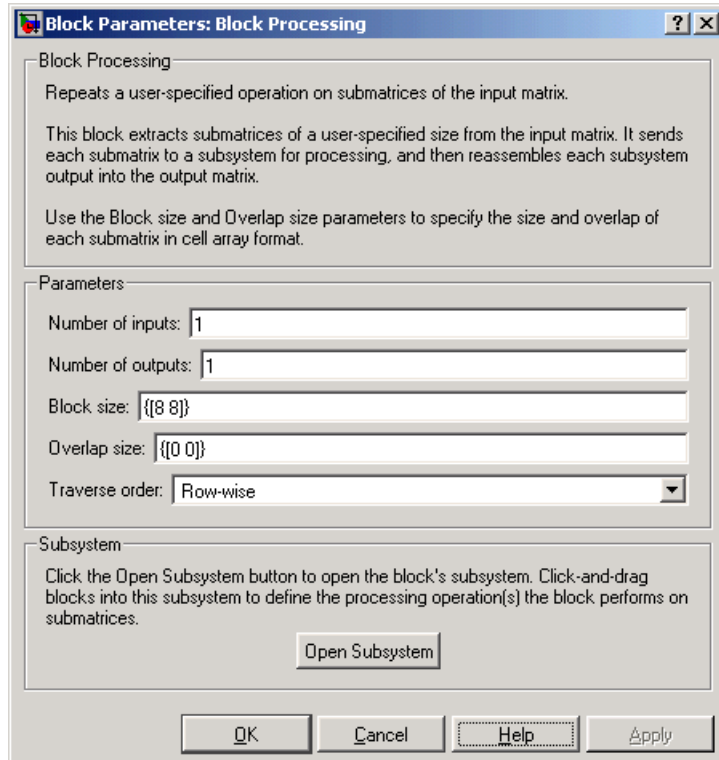 Block Parameters: Block Processing
Block Processing
Repeats a user-specified operation on submatrices of the input matrix.
This block extracts submatrices of a user-specified size from the input matrix. It sends
each submatrix to a subsystem for processing, and then reassembles each subsystem
output into the output matrix.
Use the Block size and Overlap size parameters to specify the size and overlap of
each submatrix in cell array format.
Parameters
Number of inputs: 1
Number of outputs: 1
Block size: {[8 8]}
Overlap size: {[0 0]}
Traverse order: Row-wise
Subsystem
Click the Open Subsystem button to open the block's subsystem. Click-and-drag
blocks into this subsystem to define the processing operation(s) the block performs on
submatrices.
Open Subsystem
OK Cancel Help Apply